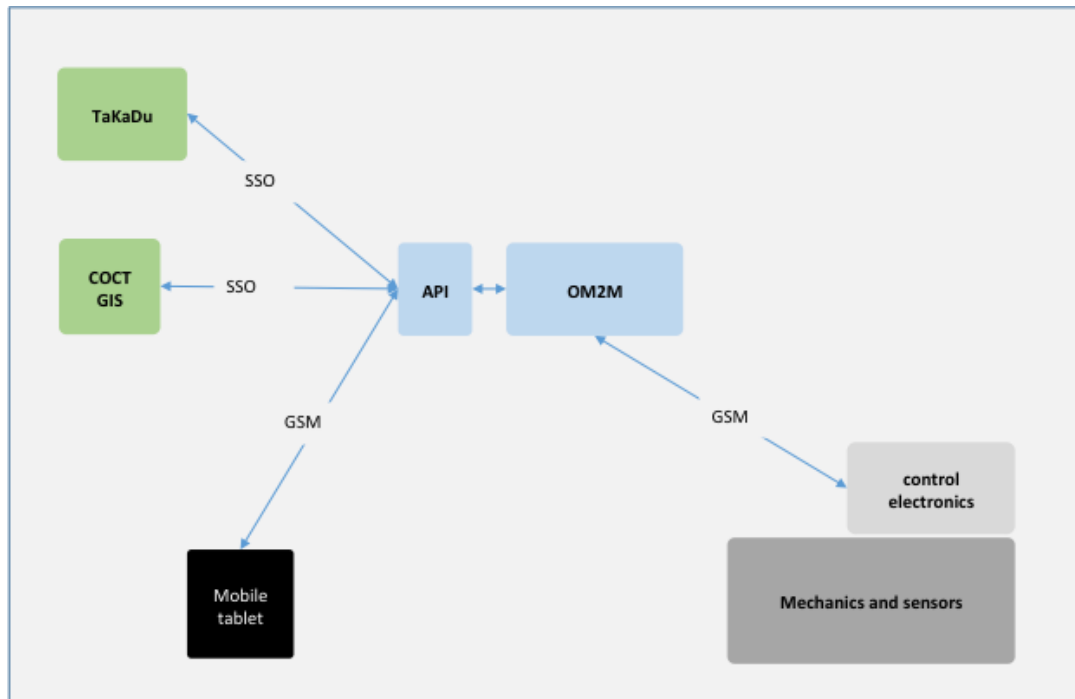 TaKaDu
SSO
COCT
GIS
SSO
API
OM2M
GSM
GSM
control
electronics
Mobile
tablet
Mechanics and sensors